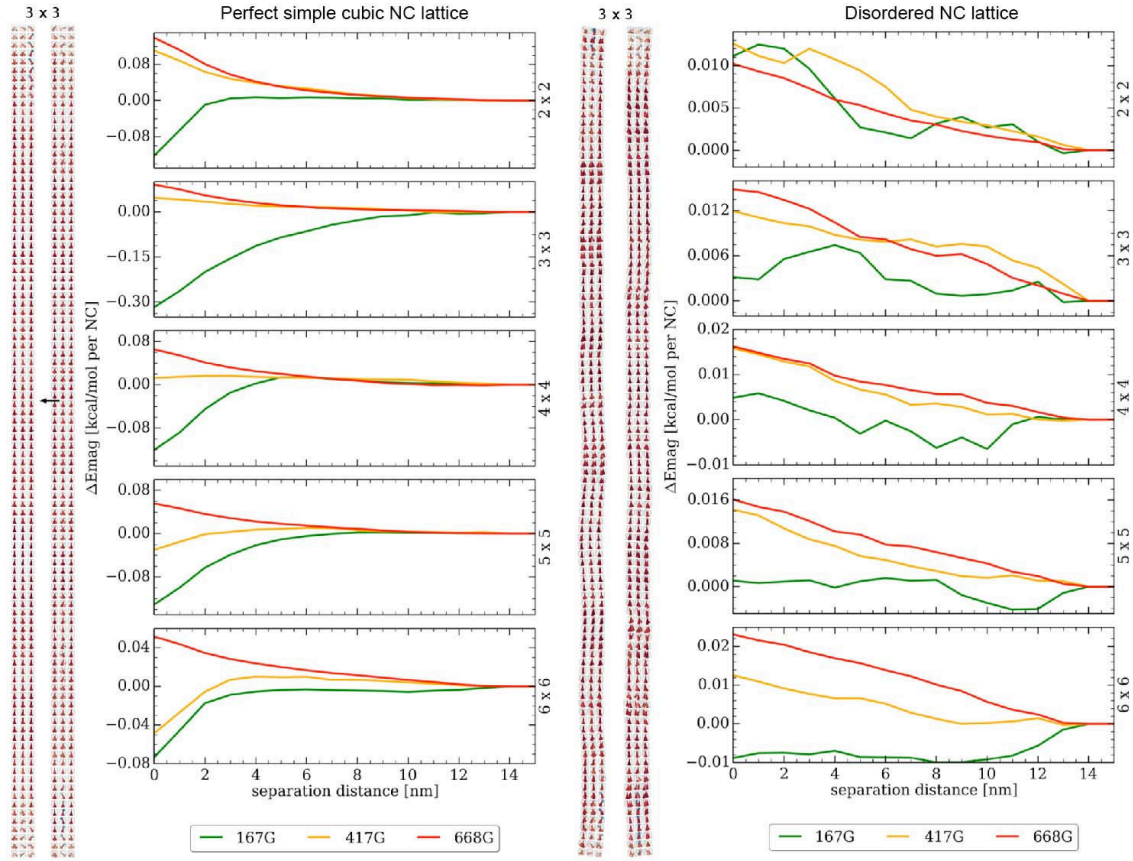 3 x 3
Perfect simple cubic NC lattice
0.08
0.00
−0.08
2 x 2
0.00
−0.15
−0.30
3 x 3
0.08
0.00
−0.08
4 x 4
0.08
0.00
−0.08
5 x 5
0.04
0.00
−0.04
−0.08
6 x 6
ΔEmag [kcal/mol per NC]
0 2 4 6 8 10 12 14
separation distance [nm]
167G 417G 668G
3 x 3
Disordered NC lattice
0.010
0.005
0.000
2 x 2
0.012
0.006
0.000
3 x 3
0.02
0.01
0.00
−0.01
4 x 4
0.016
0.008
0.000
5 x 5
0.02
0.01
0.00
−0.01
6 x 6
ΔEmag [kcal/mol per NC]
0 2 4 6 8 10 12 14
separation distance [nm]
167G 417G 668G